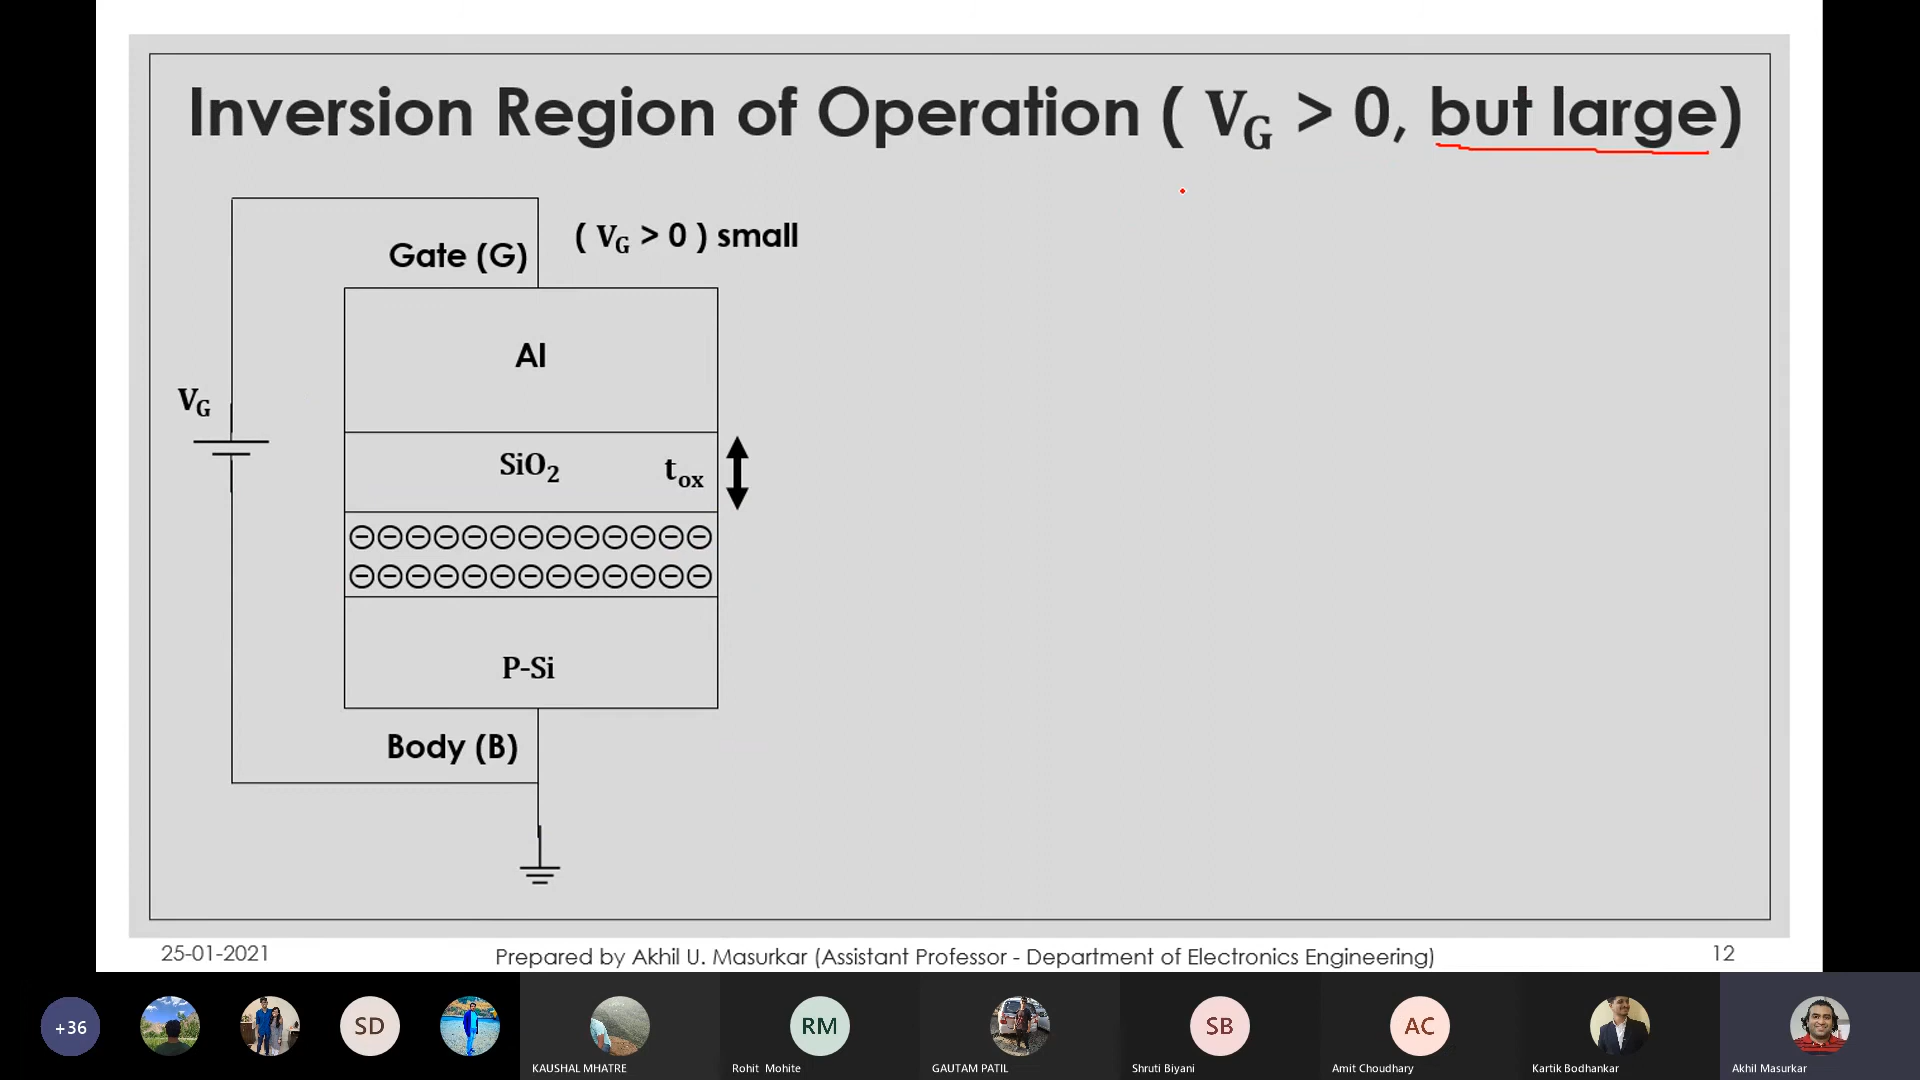 Inversion Region of Operation ( V_G > 0, but large)
( V_G > 0 ) small
Gate (G)
Al
V_G
SiO₂
t_ox
P-Si
Body (B)
25-01-2021
Prepared by Akhil U. Masurkar (Assistant Professor - Department of Electronics Engineering)
12
+36
SD
RM
SB
AC
KAUSHAL MHATRE
Rohit Mohite
GAUTAM PATIL
Shruti Biyani
Amit Choudhary
Kartik Bodhankar
Akhil Masurkar